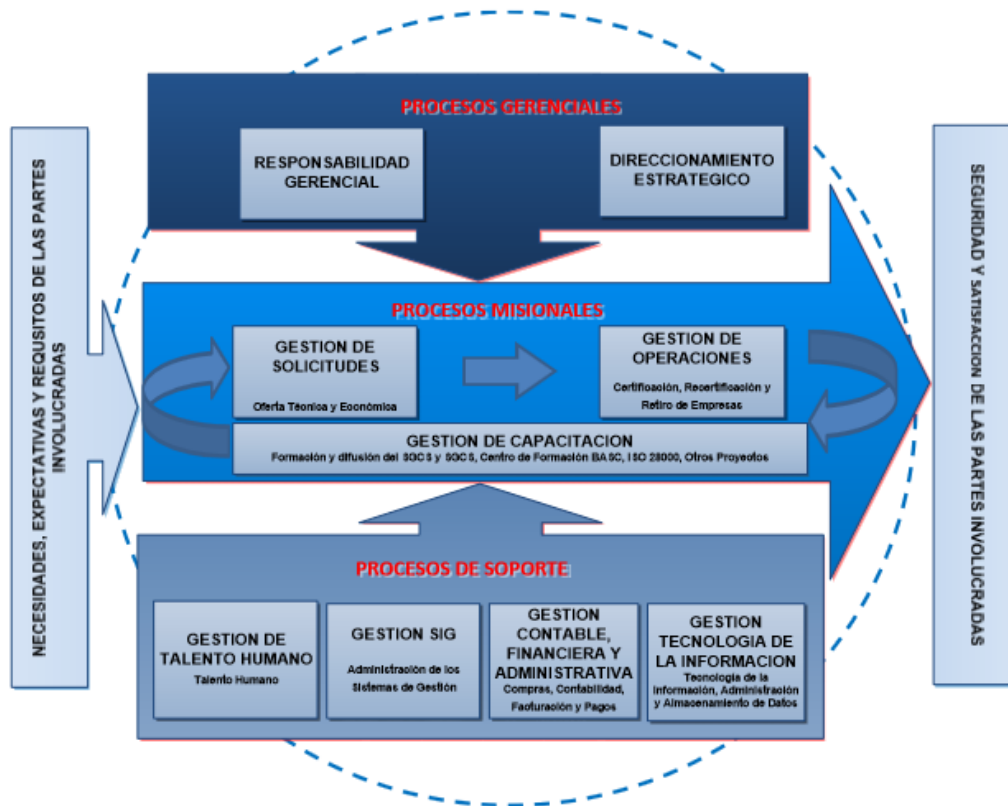 PROCESOS GERENCIALES
RESPONSABILIDAD
GERENCIAL
DIRECCIONAMIENTO
ESTRATEGICO
NECESIDADES, EXPECTATIVAS Y REQUSITOS DE LAS PARTES
INVOLUCRADAS
PROCESOS MISIONALES
GESTION DE
SOLICITUDES
Oferta Técnica y Económica
GESTION DE
OPERACIONES
Certificación, Recertificación y
Retiro de Empresas
GESTION DE CAPACITACION
Formación y difusión del SGCS y SGCS, Centro de Formación BASC, ISO 28000, Otros Proyectos
SEGURIDAD Y SATISFACCION DE LAS PARTES INVOLUCRADAS
PROCESOS DE SOPORTE
GESTION DE
TALENTO HUMANO
Talento Humano
GESTION SIG
Administración de los
Sistemas de Gestión
GESTION
CONTABLE,
FINANCIERA Y
ADMINISTRATIVA
Compras, Contabilidad,
Facturación y Pagos
GESTION
TECNOLOGIA DE
LA INFORMACION
Tecnología de la
Información, Administración
y Almacenamiento de Datos